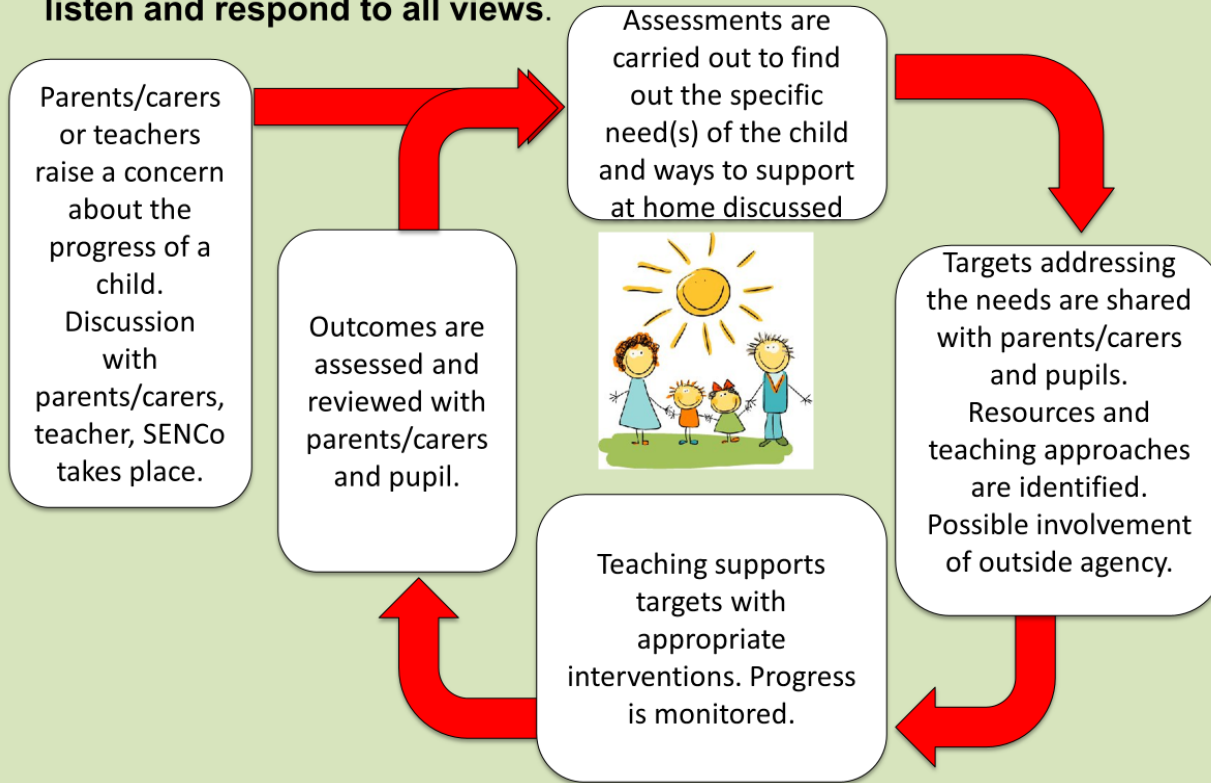 listen and respond to all views.
Parents/carers
or teachers
raise a concern
about the
progress of a
child.
Discussion
with
parents/carers,
teacher, SENCo
takes place.
Assessments are
carried out to find
out the specific
need(s) of the child
and ways to support
at home discussed
Targets addressing
the needs are shared
with parents/carers
and pupils.
Resources and
teaching approaches
are identified.
Possible involvement
of outside agency.
Teaching supports
targets with
appropriate
interventions. Progress
is monitored.
Outcomes are
assessed and
reviewed with
parents/carers
and pupil.